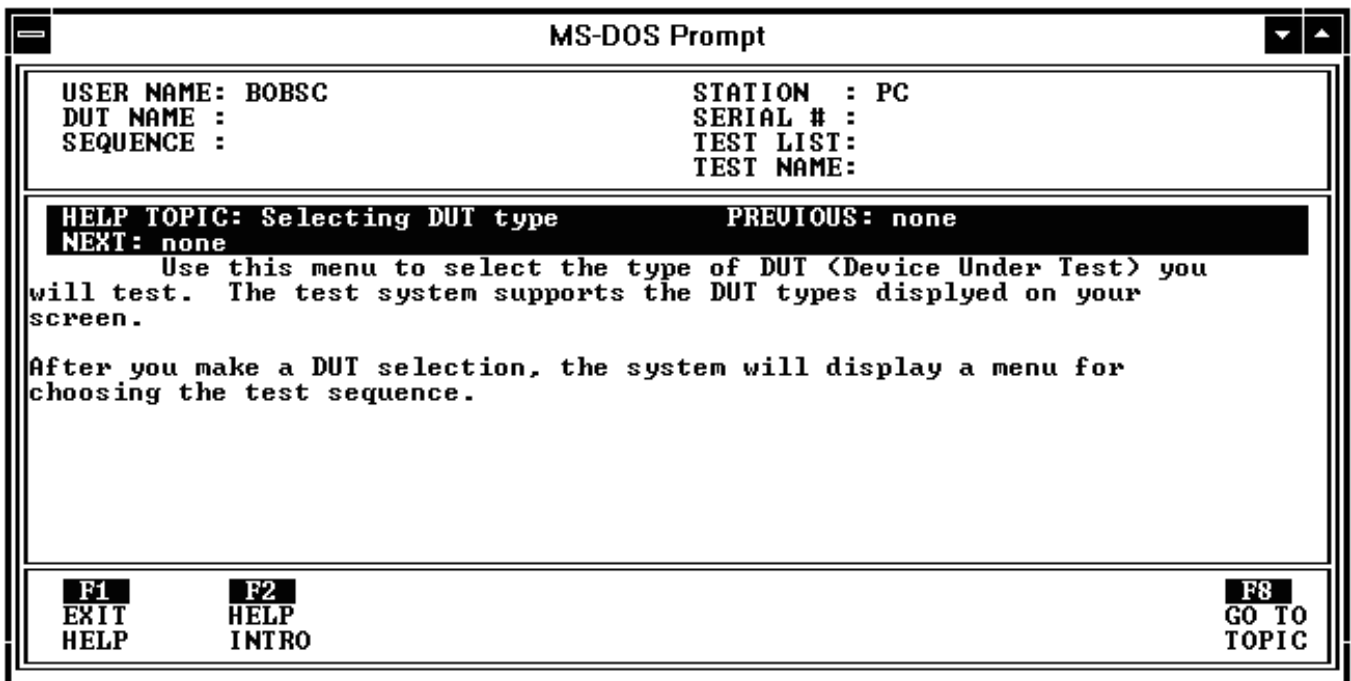 MS-DOS Prompt
USER NAME: BOBSC STATION : PC
DUT NAME : SERIAL # :
SEQUENCE : TEST LIST:
TEST NAME:
HELP TOPIC: Selecting DUT type PREVIOUS: none
NEXT: none
Use this menu to select the type of DUT (Device Under Test) you
will test. The test system supports the DUT types displyed on your
screen.
After you make a DUT selection, the system will display a menu for
choosing the test sequence.
F1 F2 F8
EXIT HELP GO TO
HELP INTRO TOPIC